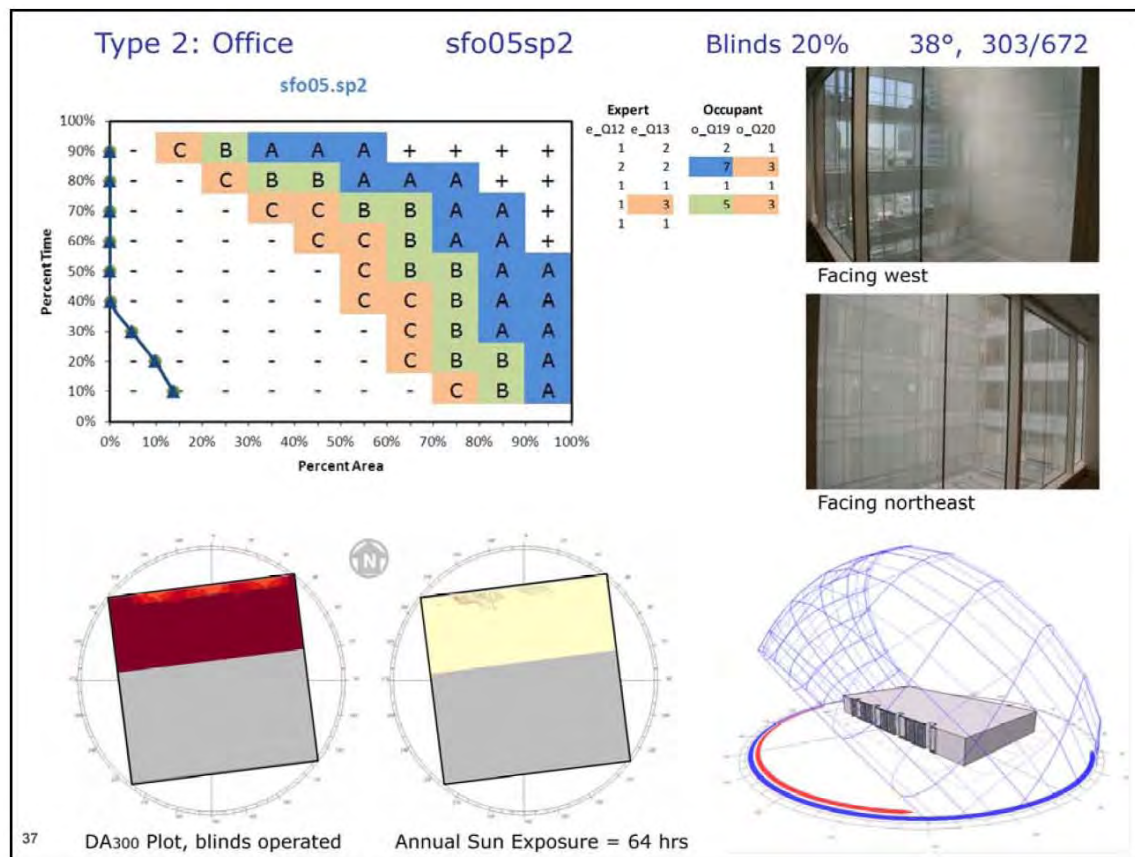 Type 2: Office sfo05sp2 Blinds 20% 38°, 303/672
sfo05.sp2
Percent Time
100%
90% - C B A A A + + + +
80% - - C B B A A A + +
70% - - - C C B B A A +
60% - - - - C C B A A +
50% - - - - - C B B A A
40% - - - - - C C B A A
30% - - - - - - C B A A
20% - - - - - - C B B A
10% - - - - - - - C B A
0%
0% 10% 20% 30% 40% 50% 60% 70% 80% 90% 100%
Percent Area
Expert Occupant
e_Q12 e_Q13 o_Q19 o_Q20
1 2 2 1
2 2 7 3
1 1 1 1
1 3 5 3
1 1
Facing west
Facing northeast
N
DA300 Plot, blinds operated
Annual Sun Exposure = 64 hrs
37